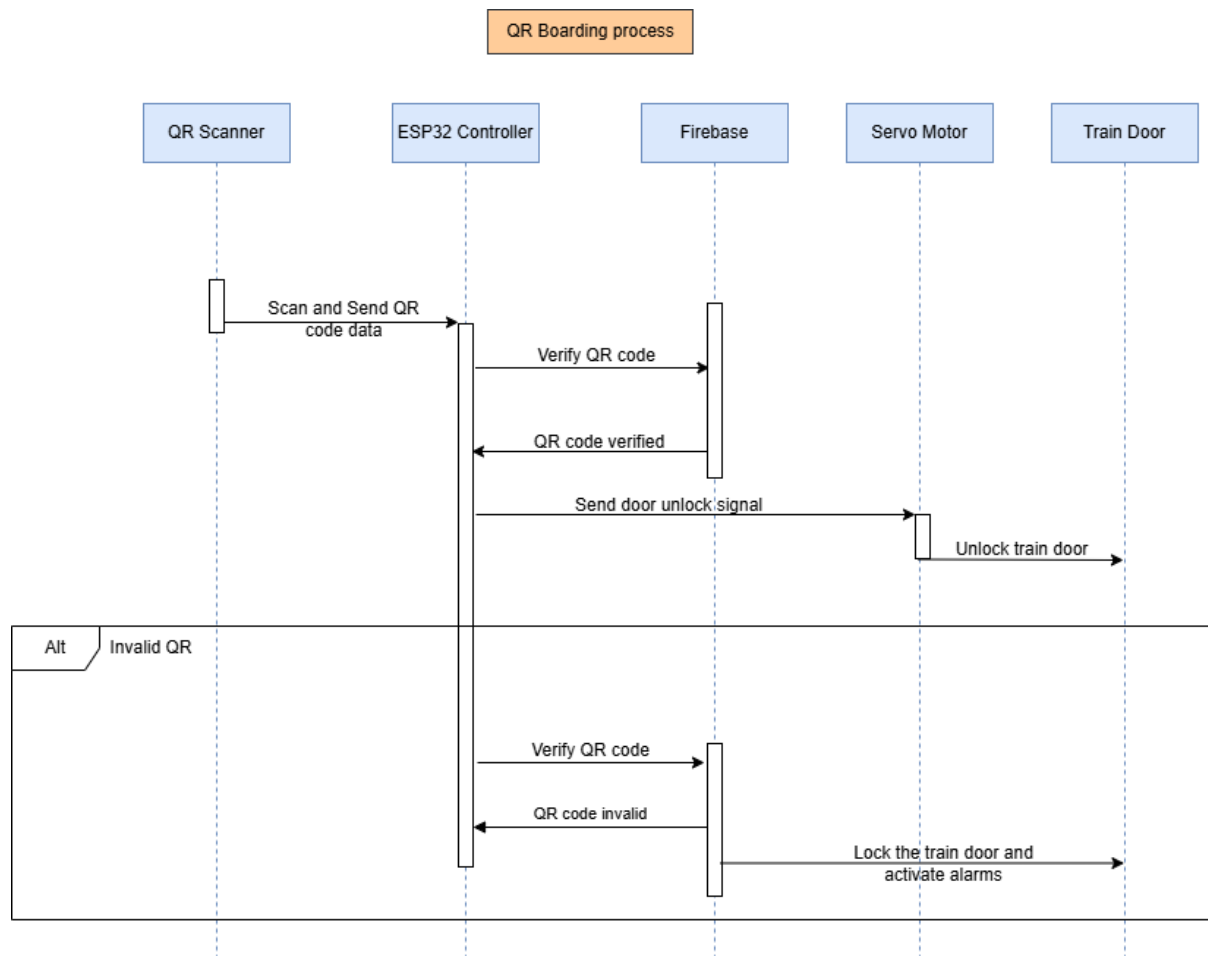 QR Boarding process
QR Scanner
ESP32 Controller
Firebase
Servo Motor
Train Door
Scan and Send QR
code data
Verify QR code
QR code verified
Send door unlock signal
Unlock train door
Alt
Invalid QR
Verify QR code
QR code invalid
Lock the train door and
activate alarms